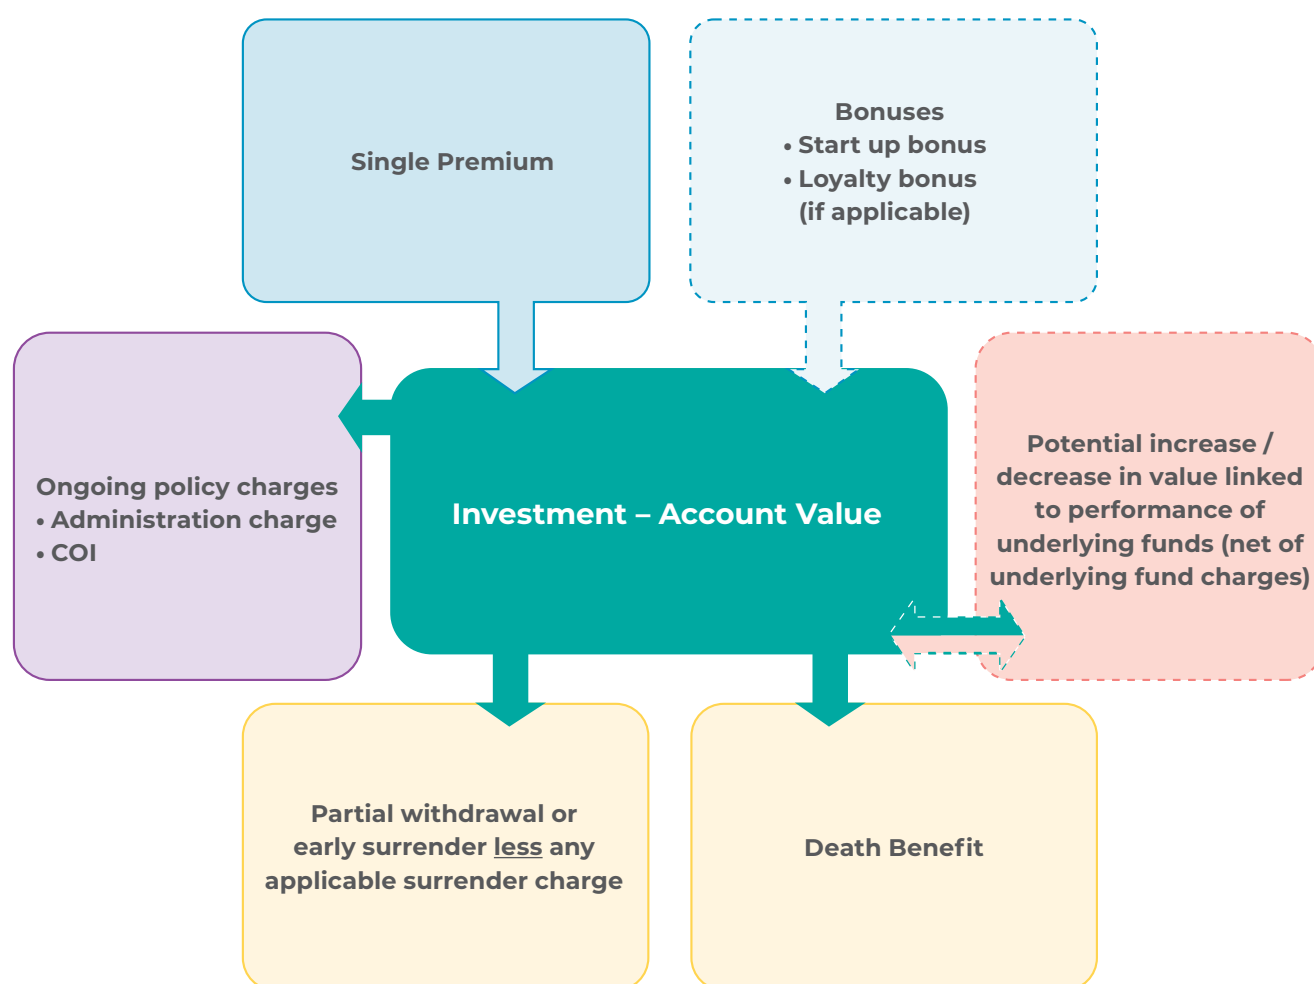 Single Premium
Bonuses
• Start up bonus
• Loyalty bonus
(if applicable)
Ongoing policy charges
• Administration charge
• COI
Investment – Account Value
Potential increase /
decrease in value linked
to performance of
underlying funds (net of
underlying fund charges)
Partial withdrawal or
early surrender less any
applicable surrender charge
Death Benefit